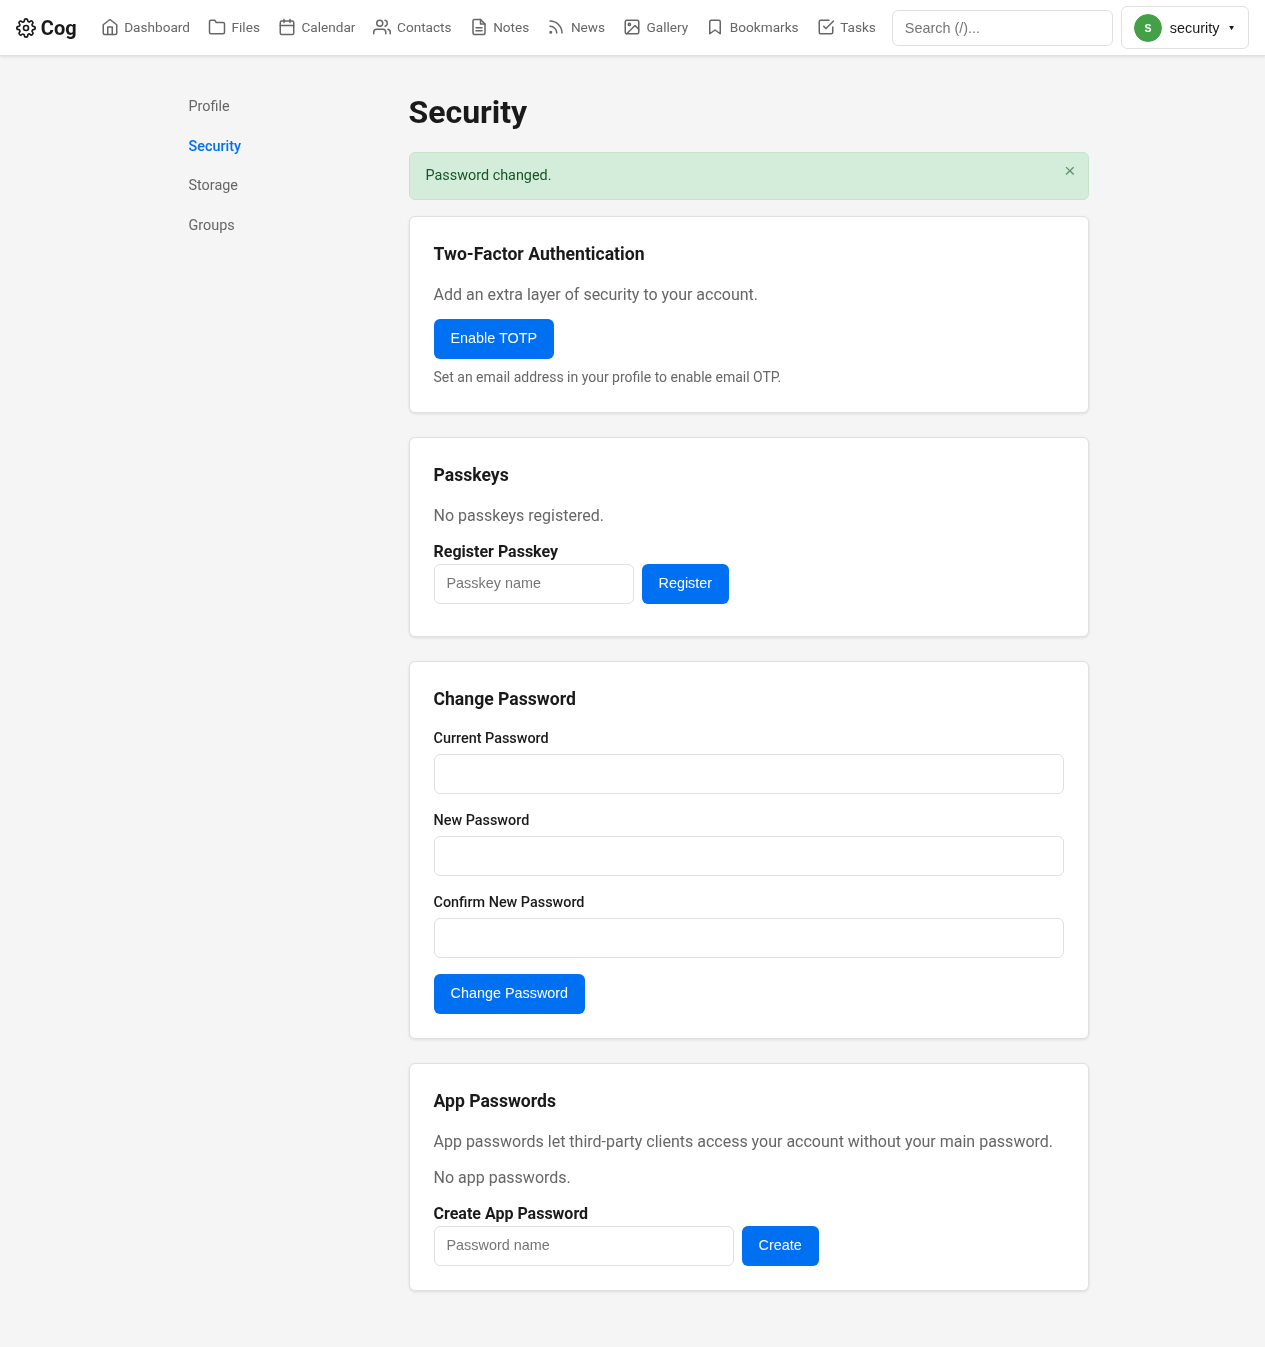 Cog
Dashboard
Files
Calendar
Contacts
Notes
News
Gallery
Bookmarks
Tasks
Search (/)...
S
security
Profile
Security
Storage
Groups
Security
Password changed.
×
Two-Factor Authentication
Add an extra layer of security to your account.
Enable TOTP
Set an email address in your profile to enable email OTP.
Passkeys
No passkeys registered.
Register Passkey
Passkey name
Register
Change Password
Current Password
New Password
Confirm New Password
Change Password
App Passwords
App passwords let third-party clients access your account without your main password.
No app passwords.
Create App Password
Password name
Create